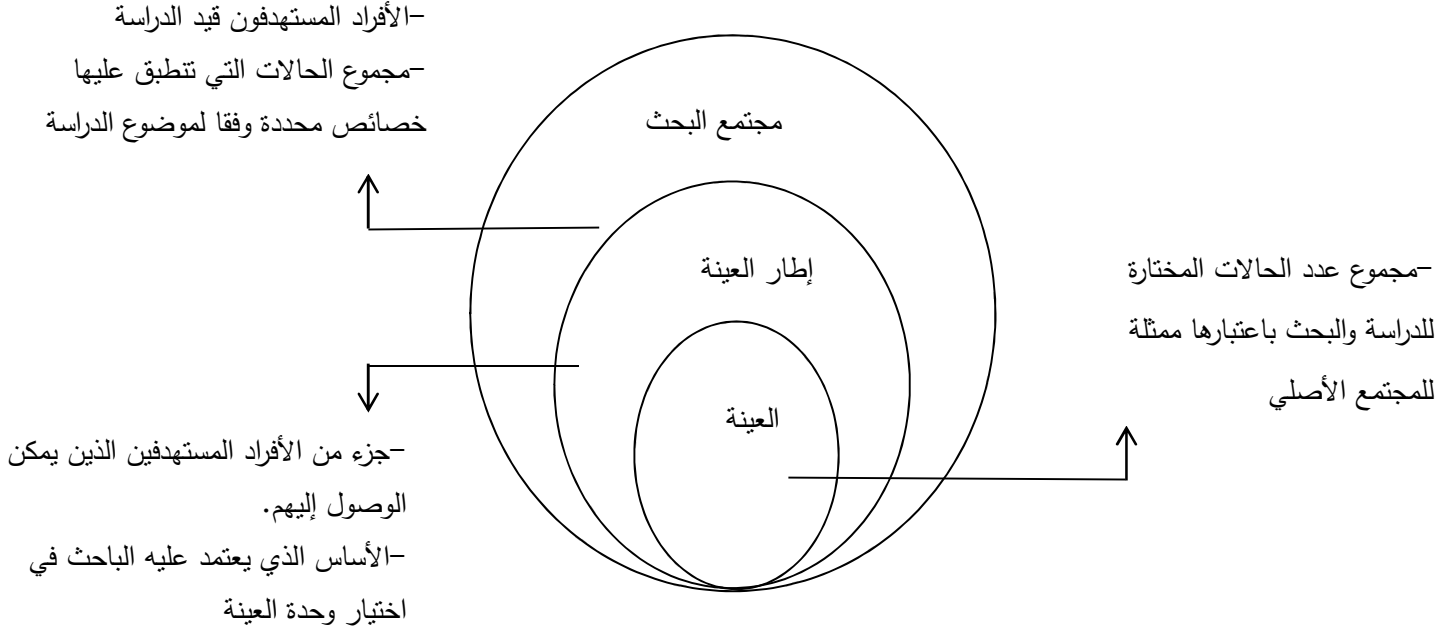 -الأفراد المستهدفون قيد الدراسة
-مجموع الحالات التي تنطبق عليها
خصائص محددة وفقا لموضوع الدراسة
مجتمع البحث
إطار العينة
العينة
-مجموع عدد الحالات المختارة
للدراسة والبحث باعتبارها ممثلة
للمجتمع الأصلي
-جزء من الأفراد المستهدفين الذين يمكن
الوصول إليهم.
-الأساس الذي يعتمد عليه الباحث في
اختيار وحدة العينة